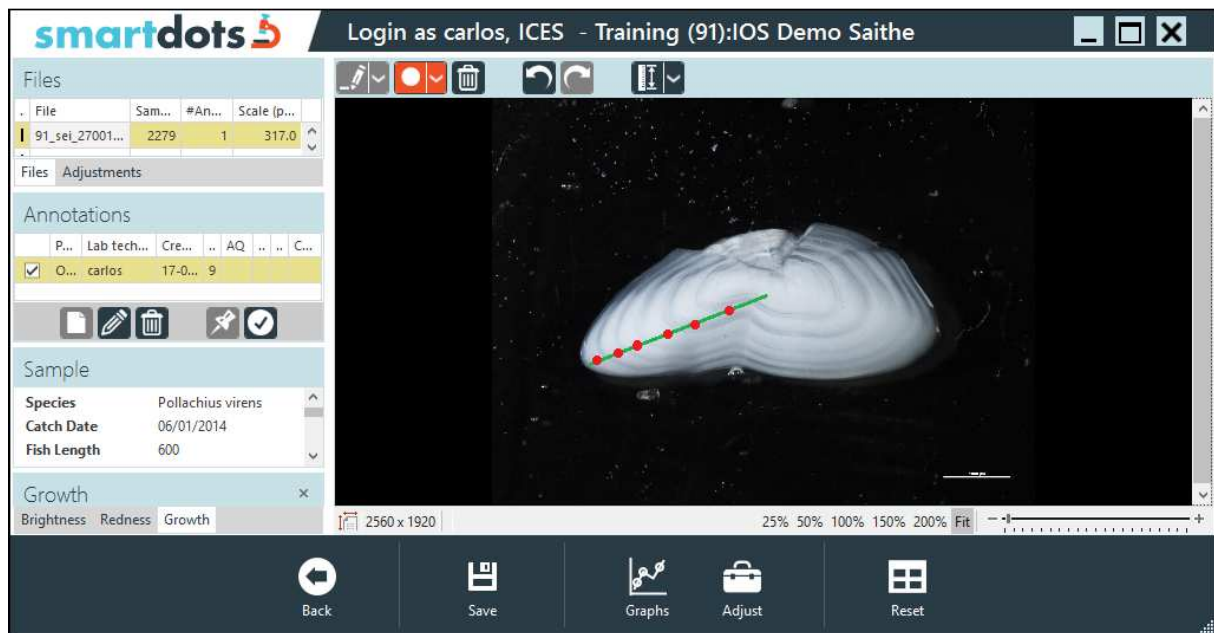 smartdots
Login as carlos, ICES - Training (91):IOS Demo Saithe
Files
. File Sam... #An... Scale (p...
91_sei_27001... 2279 1 317.0
Files Adjustments
Annotations
P... Lab tech... Cre... .. AQ .. .. C...
O... carlos 17-0... 9
Sample
Species Pollachius virens
Catch Date 06/01/2014
Fish Length 600
Growth
Brightness Redness Growth
2560 x 1920
25% 50% 100% 150% 200% Fit
Back
Save
Graphs
Adjust
Reset